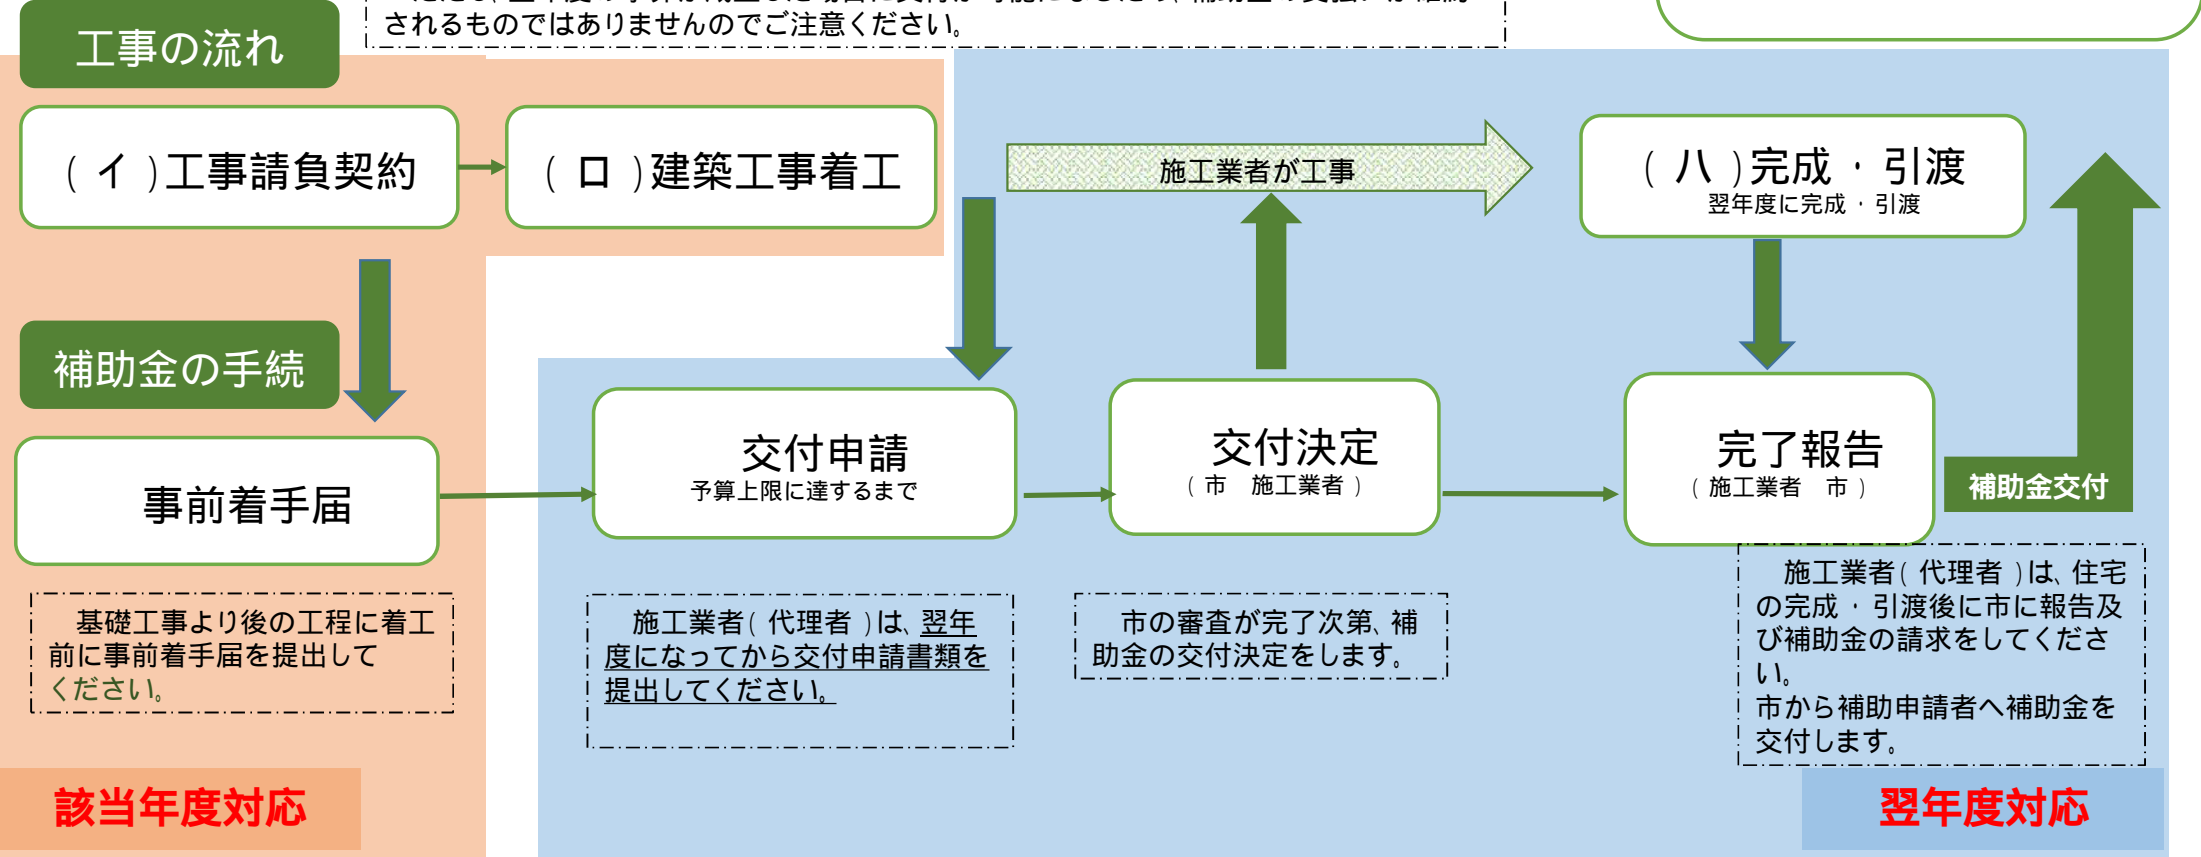 されるものではありませんのでご注意ください。
工事の流れ
(イ)工事請負契約
(ロ)建築工事着工
施工業者が工事
(ハ)完成・引渡
翌年度に完成・引渡
補助金の手続
事前着手届
交付申請
予算上限に達するまで
交付決定
(市 施工業者)
完了報告
(施工業者 市)
補助金交付
基礎工事より後の工程に着工
前に事前着手届を提出して
ください。
施工業者(代理者)は、翌年
度になってから交付申請書類を
提出してください。
市の審査が完了次第、補
助金の交付決定をします。
施工業者(代理者)は、住宅
の完成・引渡後に市に報告及
び補助金の請求をしてくださ
い。
市から補助申請者へ補助金を
交付します。
該当年度対応
翌年度対応